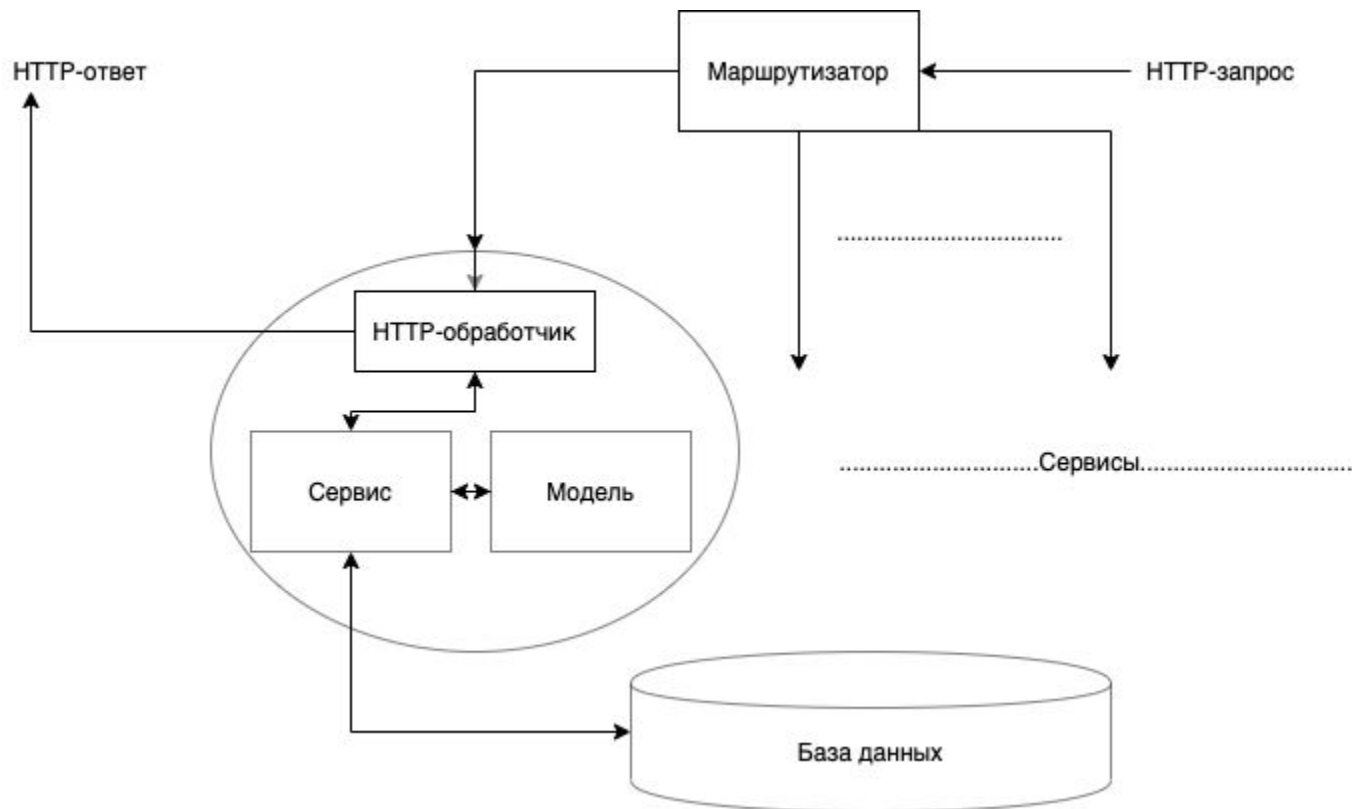 HTTP-ответ
Маршрутизатор
HTTP-запрос
HTTP-обработчик
Сервис
Модель
Сервисы
База данных